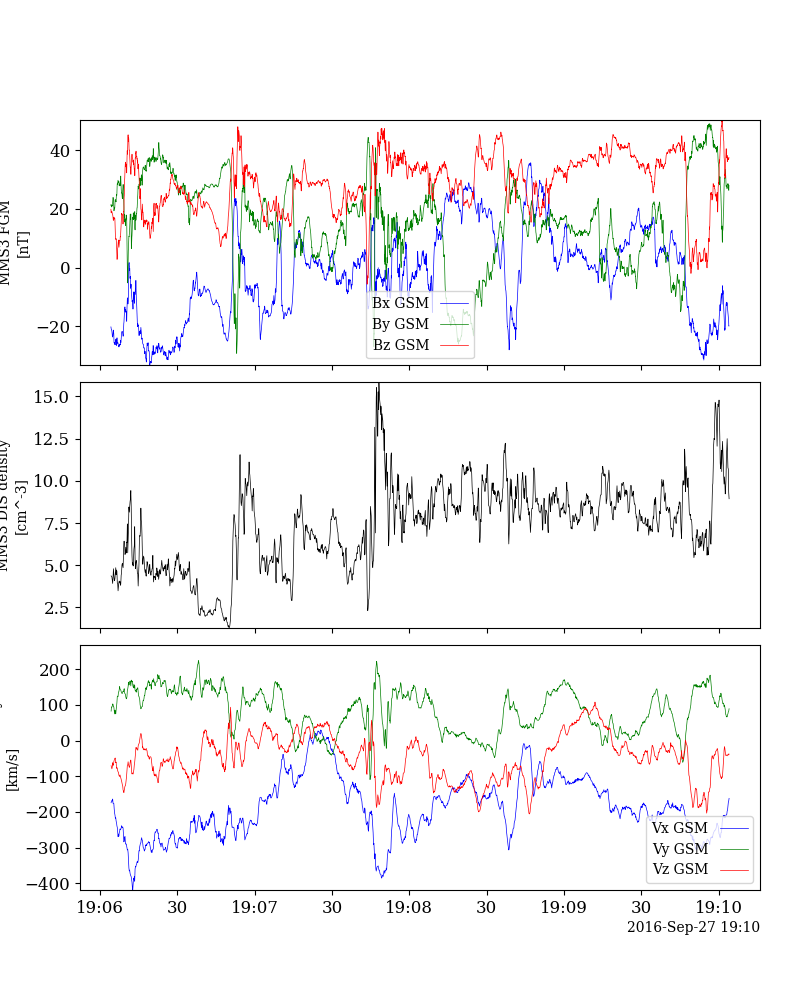 40
20
0
−20
MMS3 FGM
[nT]
Bx GSM
By GSM
Bz GSM
15.0
12.5
10.0
7.5
5.0
2.5
MMS3 DIS density
[cm^-3]
200
100
0
−100
−200
−300
−400
[km/s]
Vx GSM
Vy GSM
Vz GSM
19:06 30 19:07 30 19:08 30 19:09 30 19:10
2016-Sep-27 19:10